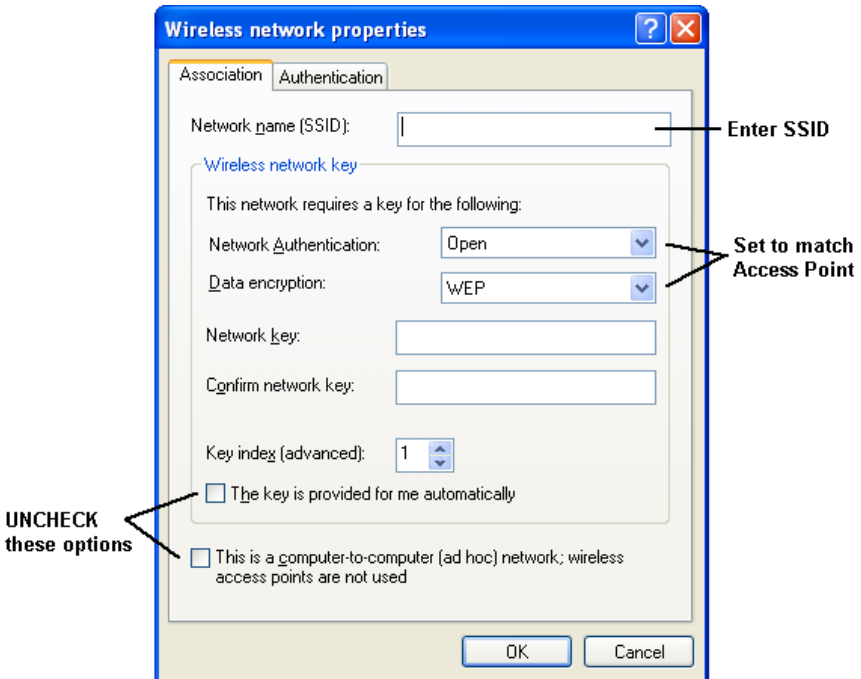 Wireless network properties
Association Authentication
Network name (SSID):
Enter SSID
Wireless network key
This network requires a key for the following:
Network Authentication: Open
Set to match
Access Point
Data encryption: WEP
Network key:
Confirm network key:
Key index (advanced): 1
The key is provided for me automatically
UNCHECK
these options
This is a computer-to-computer (ad hoc) network; wireless
access points are not used
OK Cancel